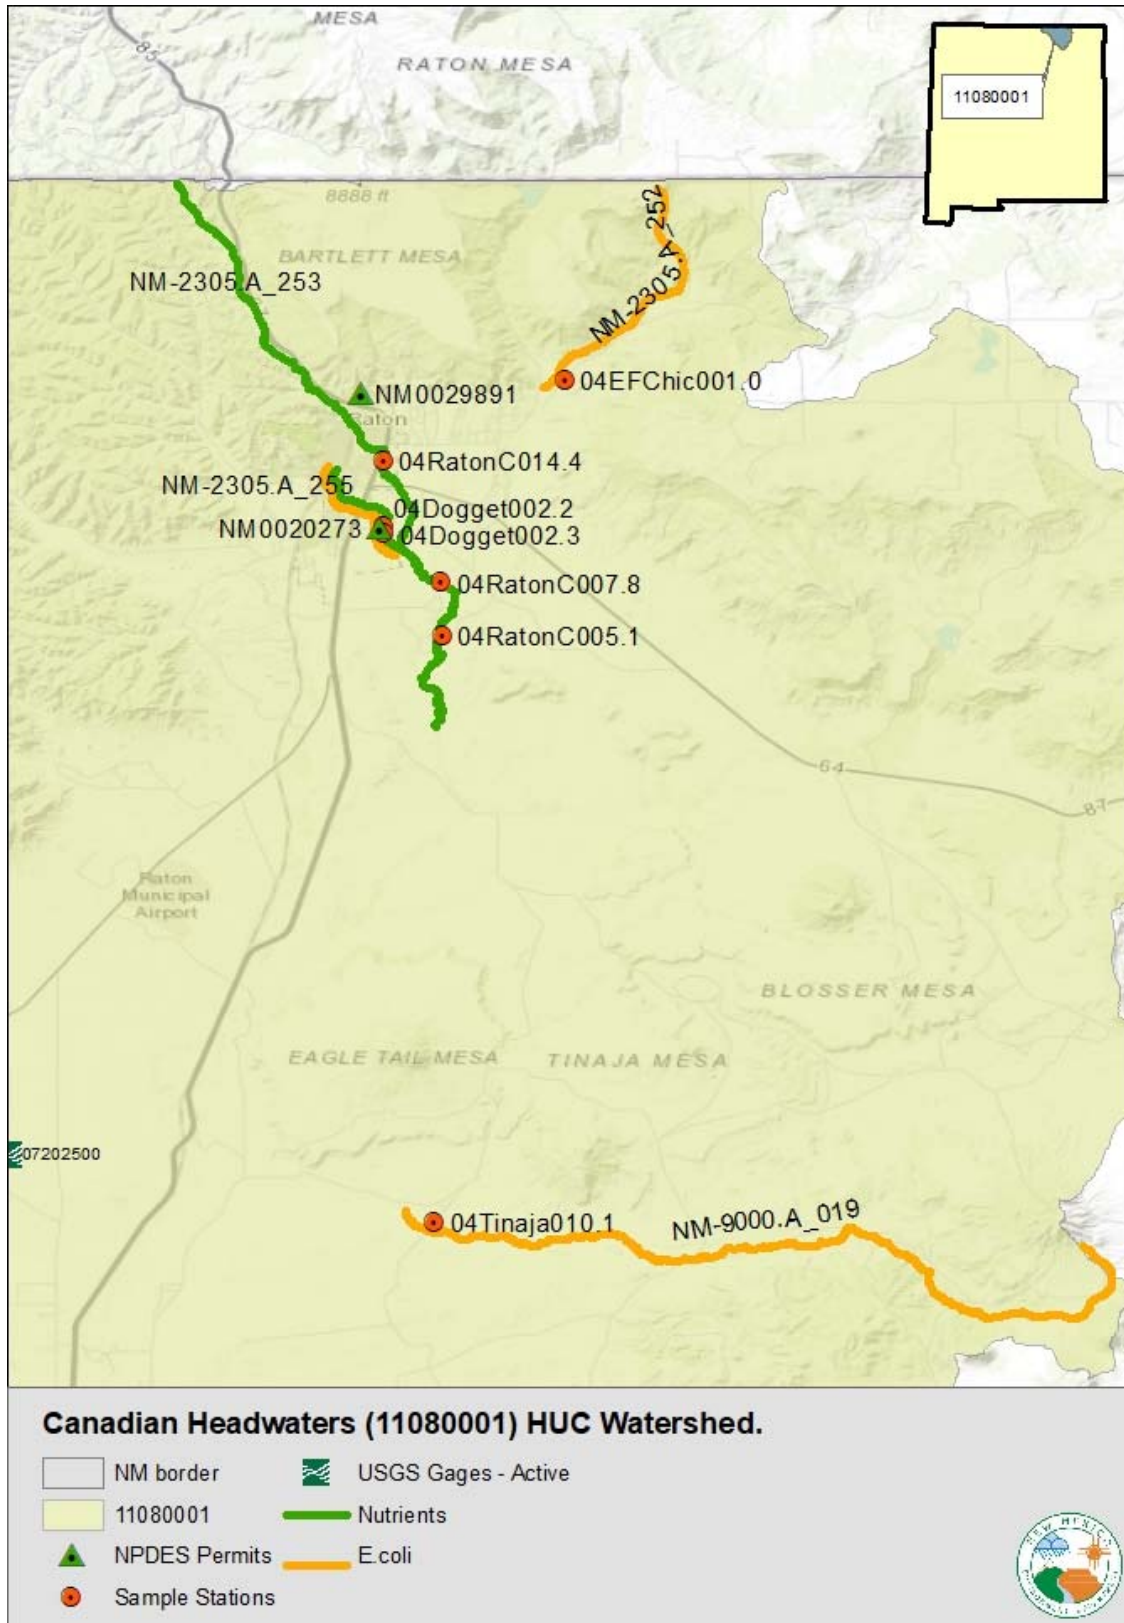 MESA
85
RATON MESA
11080001
8888 ft
NM-2305.A_252
BARTLETT MESA
NM-2305.A_253
04EFChic001.0
NM0029891
Raton
04RatonC014.4
NM-2305.A_255
04Dogget002.2
NM0020273
04Dogget002.3
04RatonC007.8
04RatonC005.1
64
87
Raton
Municipal
Airport
BLOSSER MESA
EAGLE TAIL MESA
TINAJA MESA
07202500
NM-9000.A_019
04Tinaja010.1
Canadian Headwaters (11080001) HUC Watershed.
NM border
USGS Gages - Active
11080001
Nutrients
NPDES Permits
E.coli
Sample Stations
NEW MEXICO